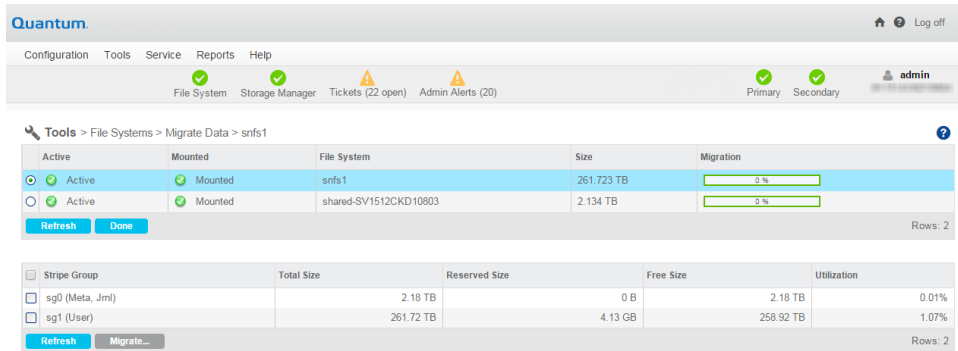 Quantum.
Log off
Configuration Tools Service Reports Help
File System Storage Manager Tickets (22 open) Admin Alerts (20) Primary Secondary admin
Tools > File Systems > Migrate Data > snfs1
Active Mounted File System Size Migration
Active Mounted snfs1 261.723 TB 0 %
Active Mounted shared-SV1512CKD10803 2.134 TB 0 %
Refresh Done Rows: 2
Stripe Group Total Size Reserved Size Free Size Utilization
sg0 (Meta, Jrnl) 2.18 TB 0 B 2.18 TB 0.01%
sg1 (User) 261.72 TB 4.13 GB 258.92 TB 1.07%
Refresh Migrate... Rows: 2